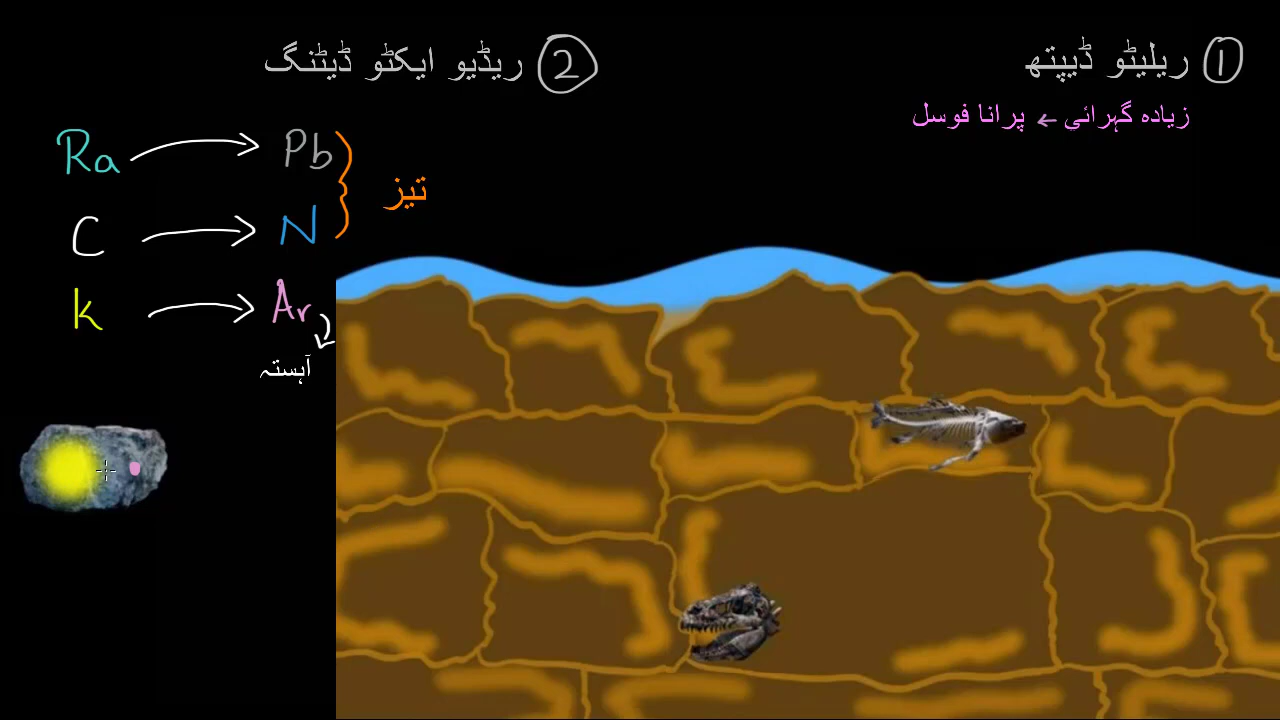 ① ریلیٹو ڈیپتھ
زیادہ گہرائی ← پرانا فوسل
② ریڈیو ایکٹو ڈیٹنگ
Ra → Pb
تیز
C → N
k → Ar
آہستہ